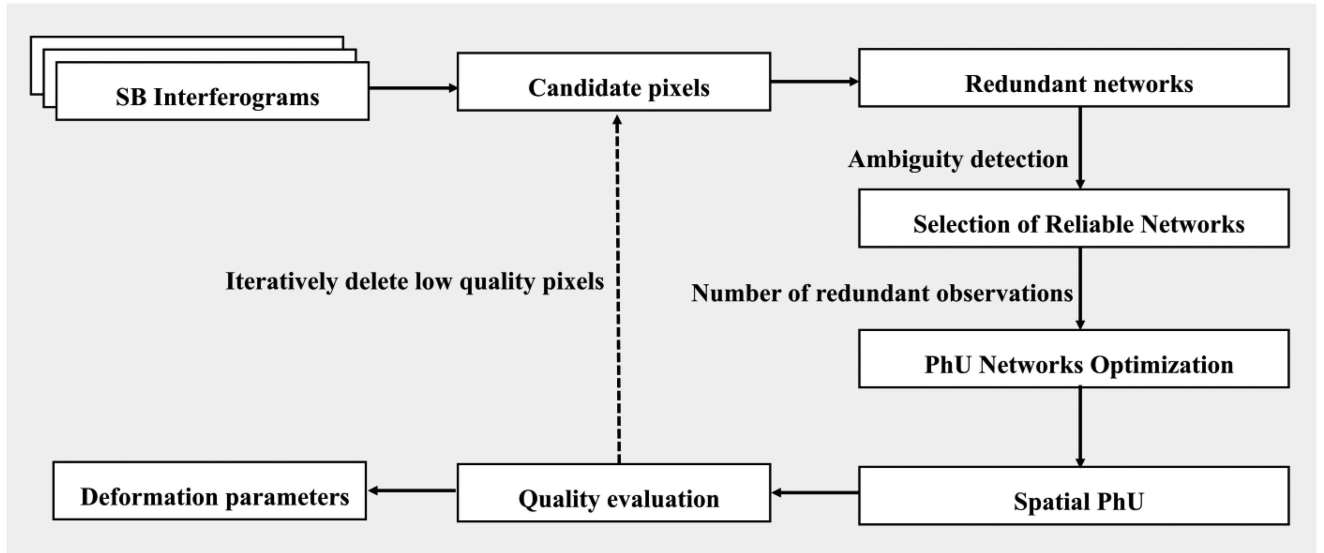 SB Interferograms
Candidate pixels
Redundant networks
Ambiguity detection
Selection of Reliable Networks
Iteratively delete low quality pixels
Number of redundant observations
PhU Networks Optimization
Deformation parameters
Quality evaluation
Spatial PhU